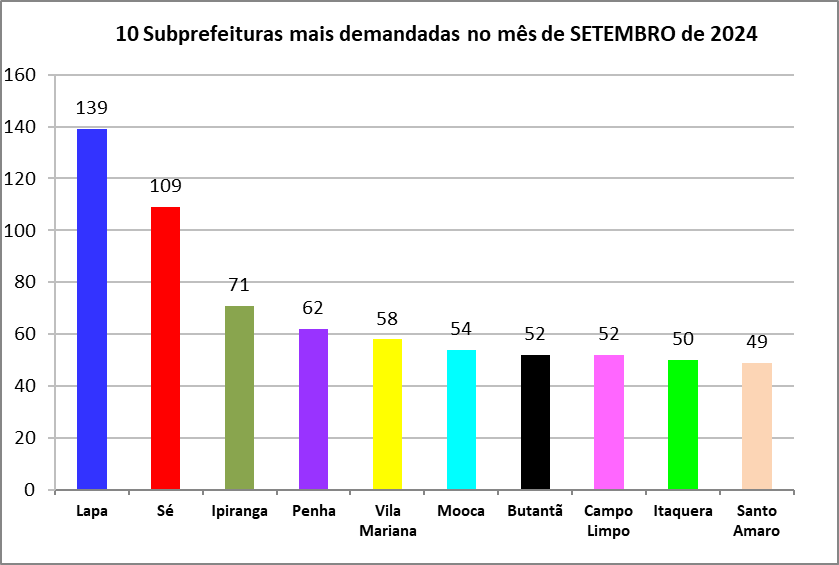 10 Subprefeituras mais demandadas no mês de SETEMBRO de 2024
160
140
120
100
80
60
40
20
0
139
109
71
62
58
54
52
52
50
49
Lapa
Sé
Ipiranga
Penha
Vila
Mariana
Mooca
Butantã
Campo
Limpo
Itaquera
Santo
Amaro